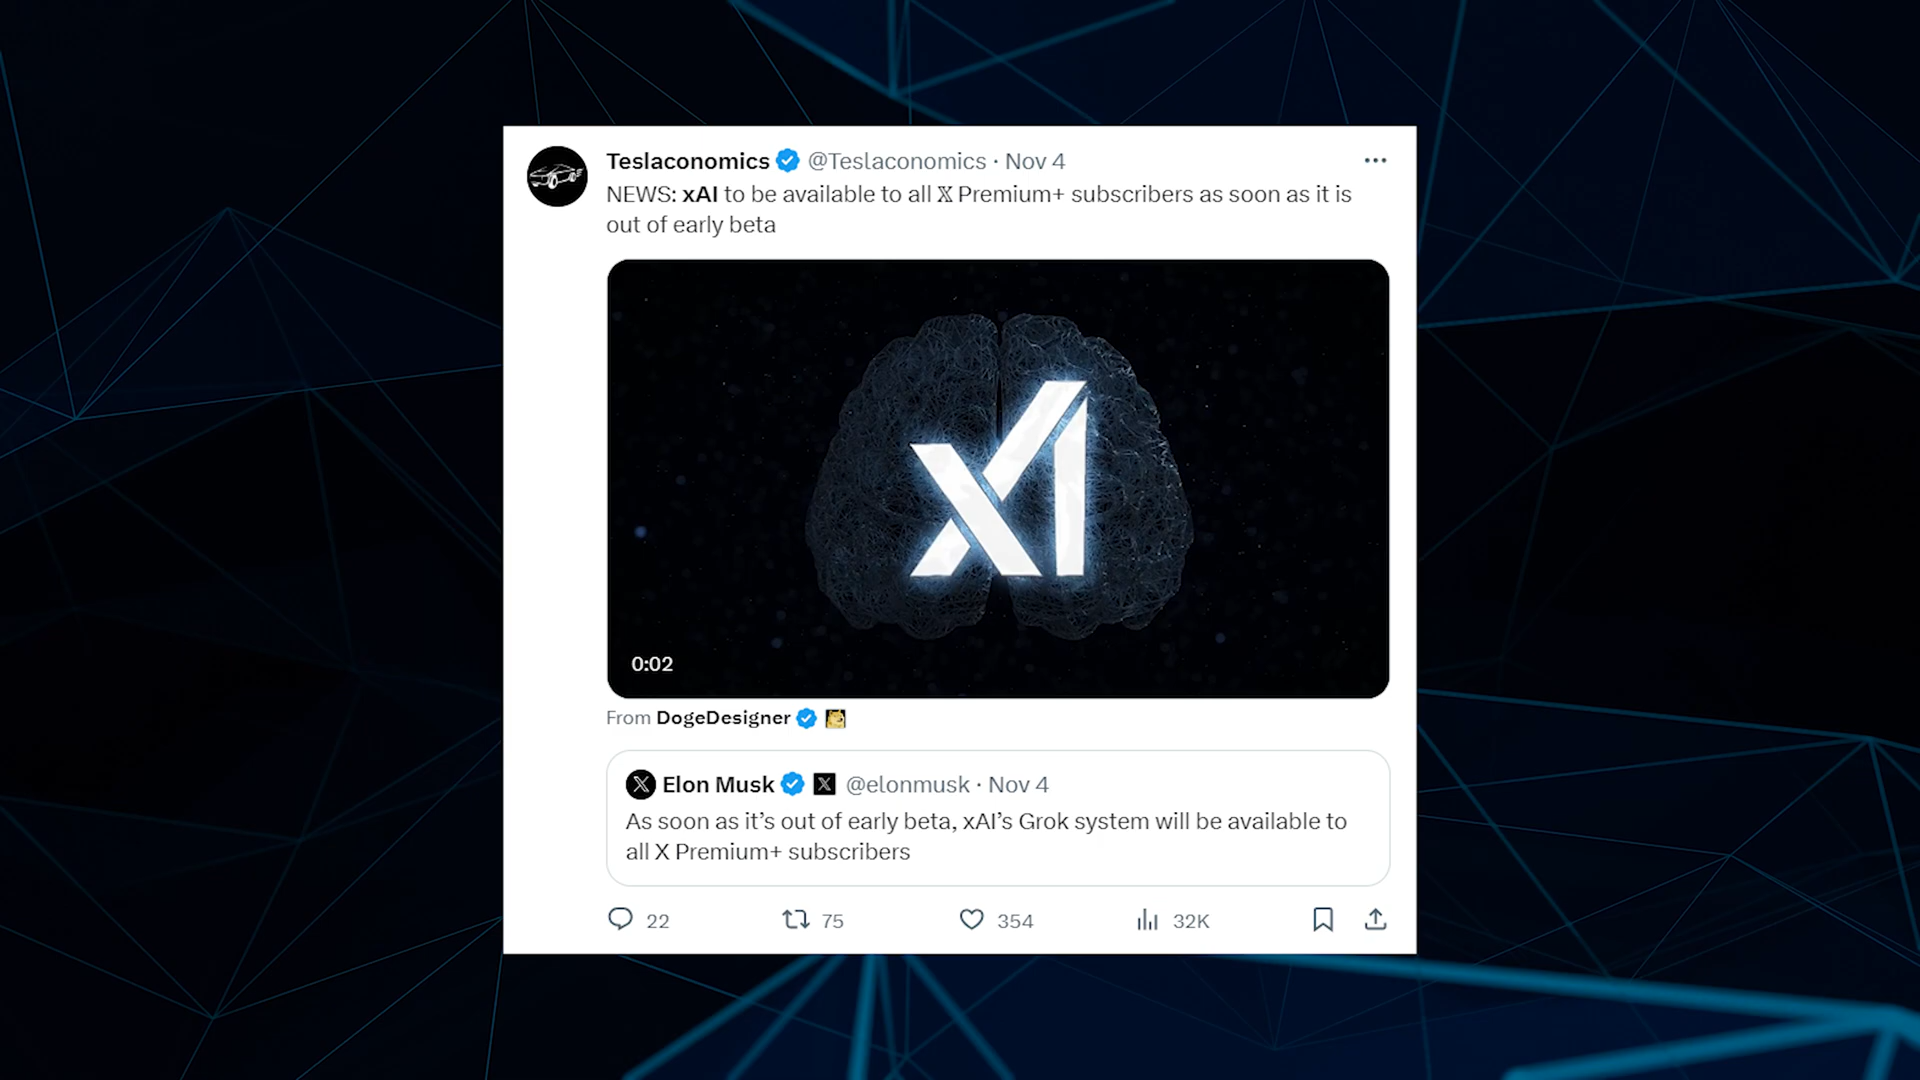 Teslaconomics @Teslaconomics · Nov 4
NEWS: xAI to be available to all 𝕏 Premium+ subscribers as soon as it is
out of early beta
xAI
0:02
From DogeDesigner
Elon Musk 𝕏 @elonmusk · Nov 4
As soon as it’s out of early beta, xAI’s Grok system will be available to
all X Premium+ subscribers
22 75 354 32K